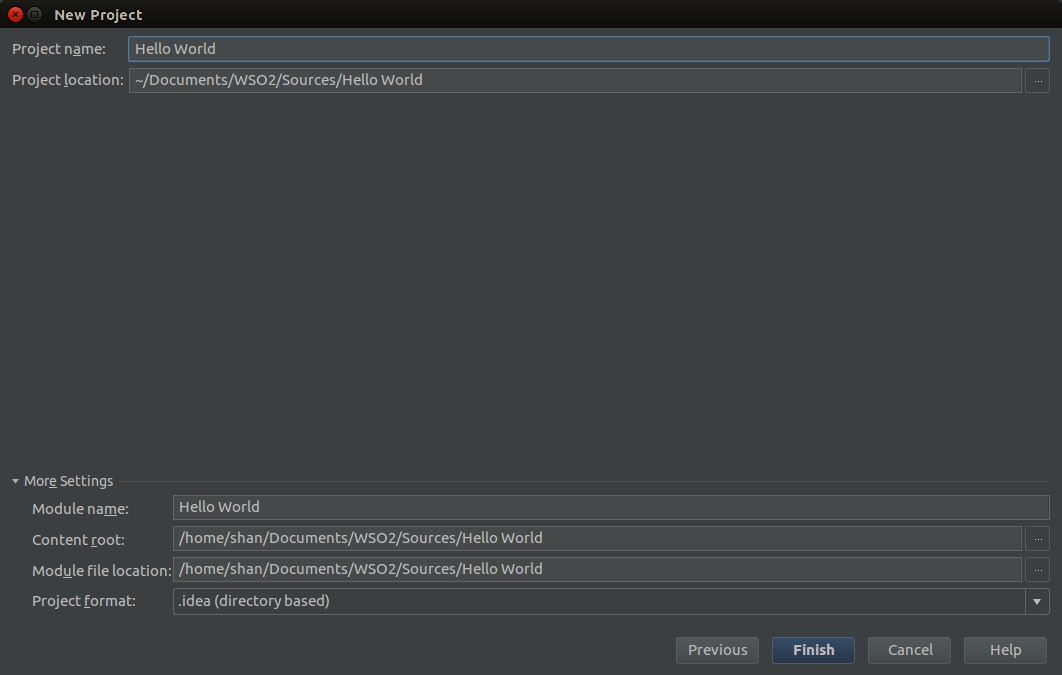 New Project
Project name: Hello World
Project location: ~/Documents/WSO2/Sources/Hello World ...
More Settings
Module name: Hello World
Content root: /home/shan/Documents/WSO2/Sources/Hello World ...
Module file location: /home/shan/Documents/WSO2/Sources/Hello World ...
Project format: .idea (directory based)
Previous Finish Cancel Help